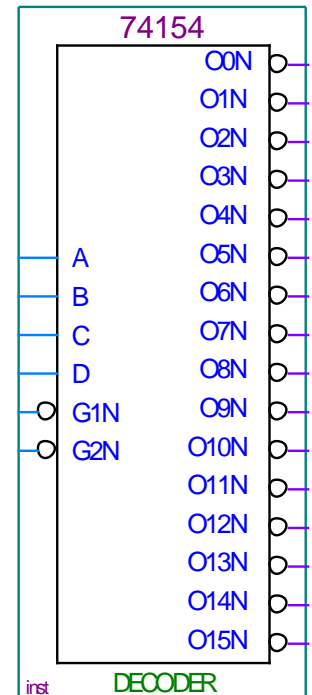 74154
O0N
O1N
O2N
O3N
O4N
A O5N
B O6N
C O7N
D O8N
G1N O9N
G2N O10N
O11N
O12N
O13N
O14N
O15N
inst DECODER